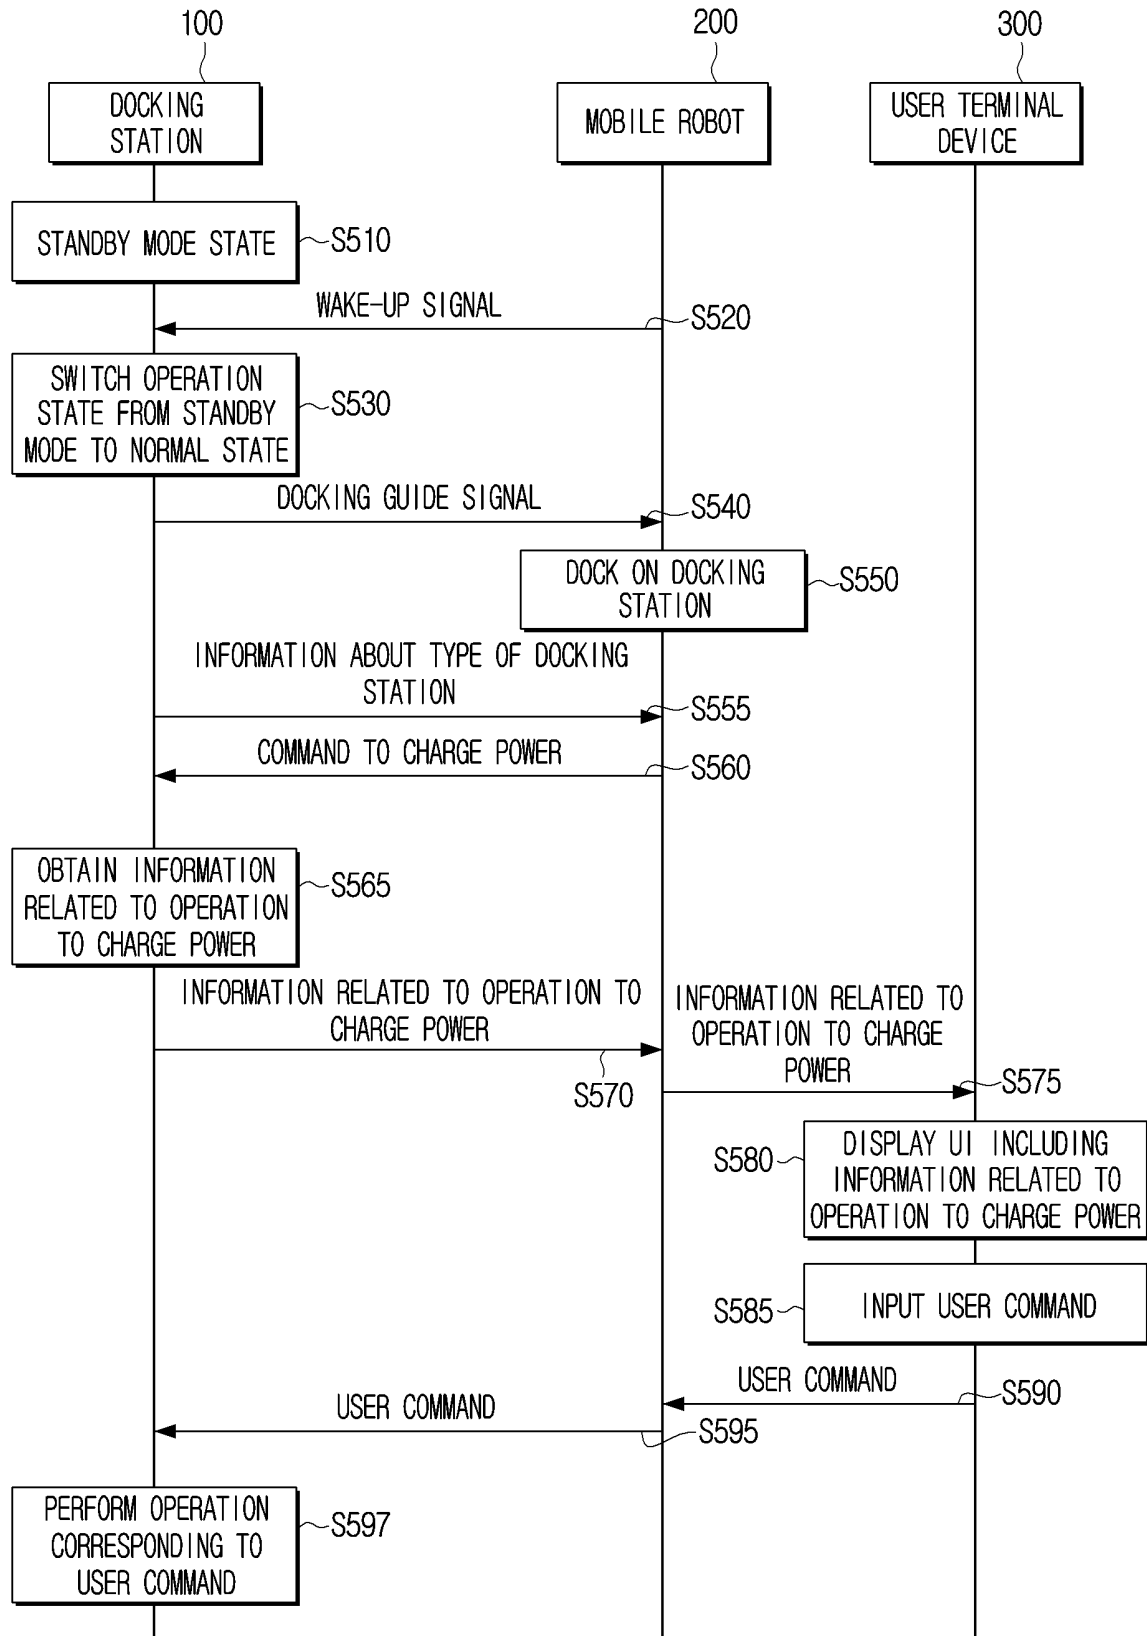 100
200
300
DOCKING
STATION
MOBILE ROBOT
USER TERMINAL
DEVICE
STANDBY MODE STATE
S510
WAKE-UP SIGNAL
S520
SWITCH OPERATION
STATE FROM STANDBY
MODE TO NORMAL STATE
S530
DOCKING GUIDE SIGNAL
S540
DOCK ON DOCKING
STATION
S550
INFORMATION ABOUT TYPE OF DOCKING
STATION
S555
COMMAND TO CHARGE POWER
S560
OBTAIN INFORMATION
RELATED TO OPERATION
TO CHARGE POWER
S565
INFORMATION RELATED TO OPERATION TO
CHARGE POWER
S570
INFORMATION RELATED TO
OPERATION TO CHARGE
POWER
S575
S580
DISPLAY UI INCLUDING
INFORMATION RELATED TO
OPERATION TO CHARGE POWER
S585
INPUT USER COMMAND
USER COMMAND
S590
USER COMMAND
S595
PERFORM OPERATION
CORRESPONDING TO
USER COMMAND
S597